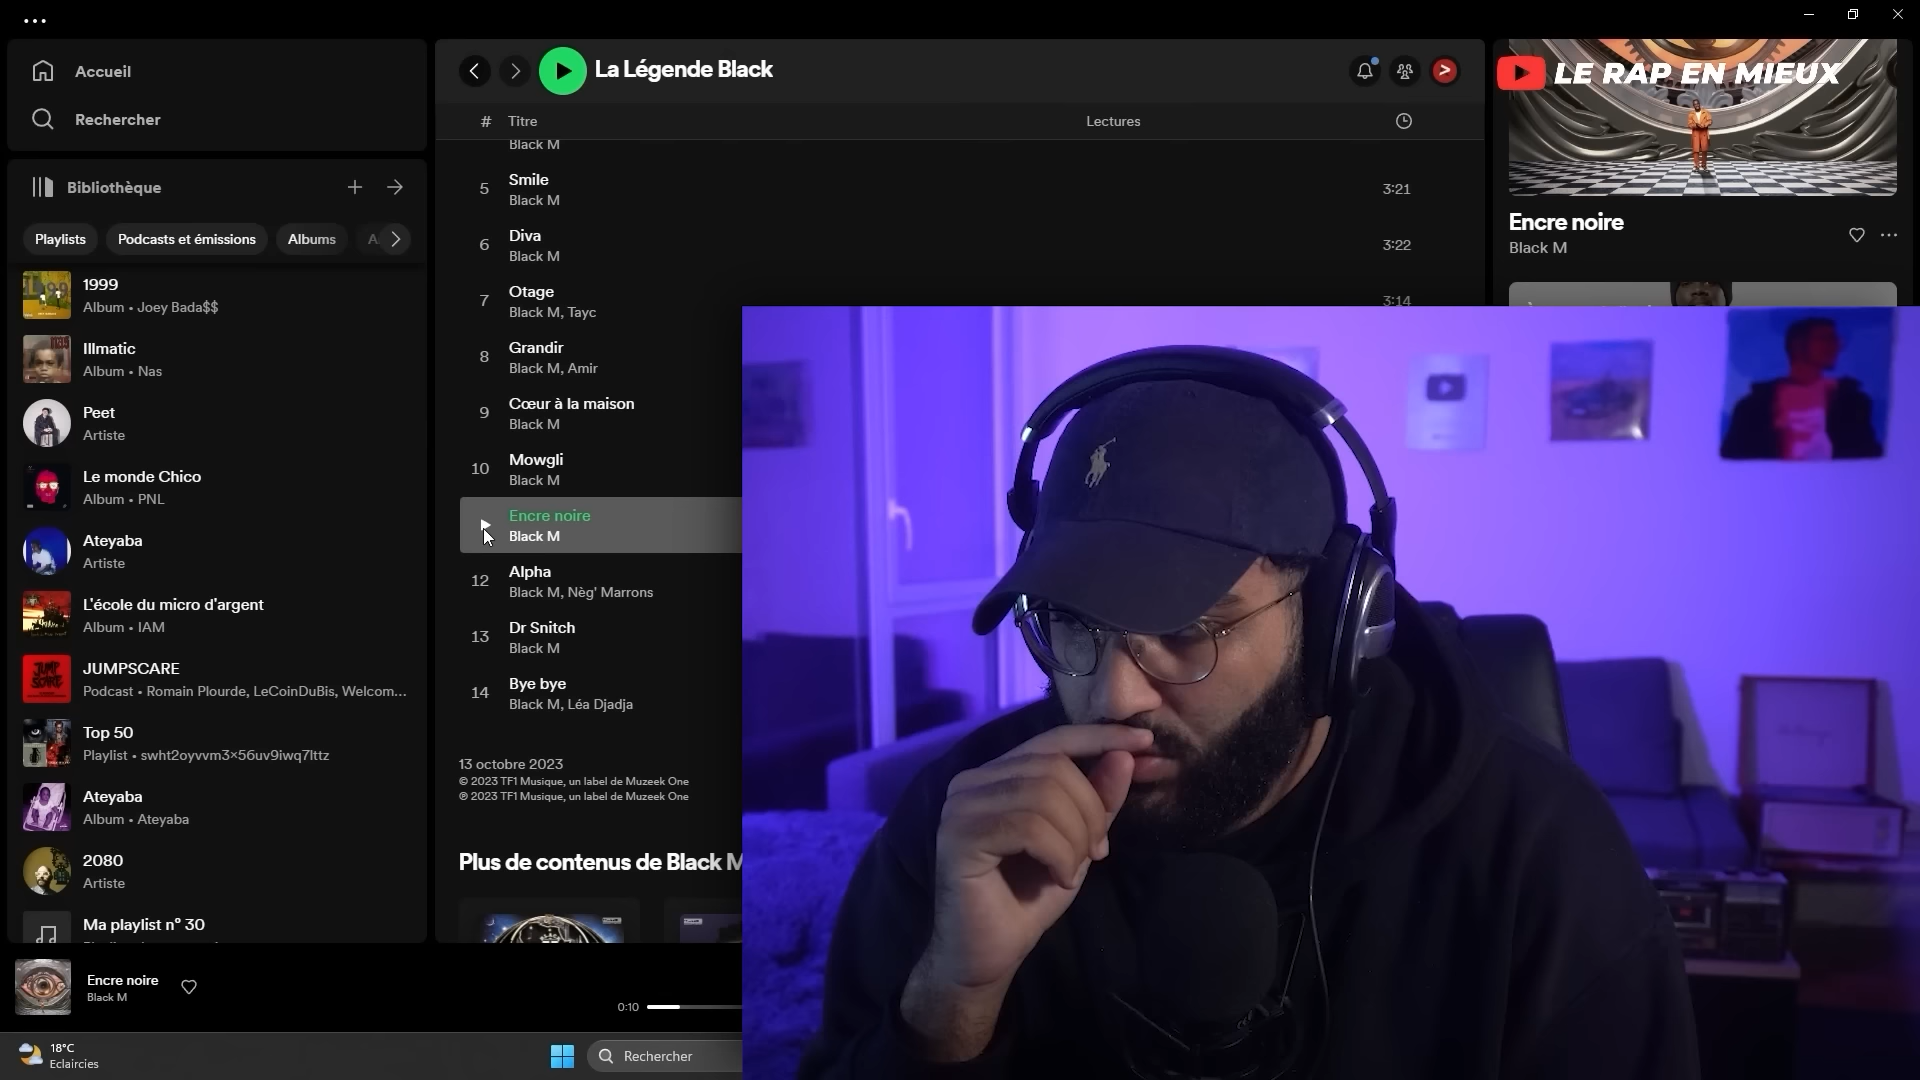 Accueil
Rechercher
Bibliothèque
Playlists
Podcasts et émissions
Albums
1999
Album • Joey Bada$$
Illmatic
Album • Nas
Peet
Artiste
Le monde Chico
Album • PNL
Ateyaba
Artiste
L'école du micro d'argent
Album • IAM
JUMPSCARE
Podcast • Romain Plourde, LeCoinDuBis, Welcom...
Top 50
Playlist • swht2oyvvm3x56uv9iwq7lttz
Ateyaba
Album • Ateyaba
2080
Artiste
Ma playlist n° 30
La Légende Black
# Titre Lectures
Black M
5 Smile 3:21
Black M
6 Diva 3:22
Black M
7 Otage 3:14
Black M, Tayc
8 Grandir
Black M, Amir
9 Cœur à la maison
Black M
10 Mowgli
Black M
Encre noire
Black M
12 Alpha
Black M, Nèg' Marrons
13 Dr Snitch
Black M
14 Bye bye
Black M, Léa Djadja
13 octobre 2023
© 2023 TF1 Musique, un label de Muzeek One
℗ 2023 TF1 Musique, un label de Muzeek One
Plus de contenus de Black M
LE RAP EN MIEUX
Encre noire
Black M
Encre noire
Black M
0:10
18°C
Eclaircies
Rechercher